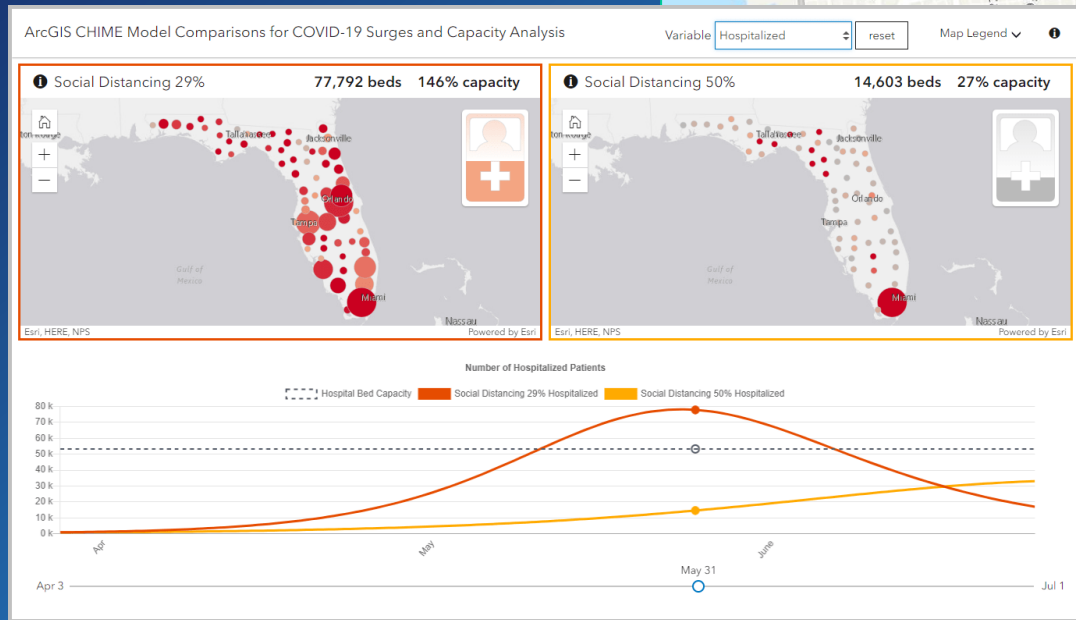 ArcGIS CHIME Model Comparisons for COVID-19 Surges and Capacity Analysis
Variable Hospitalized reset Map Legend
Social Distancing 29% 77,792 beds 146% capacity
Tallahassee
Jacksonville
Orlando
Tampa
Gulf of
Mexico
Miami
Nassau
Esri, HERE, NPS Powered by Esri
Social Distancing 50% 14,603 beds 27% capacity
Tallahassee
Jacksonville
Orlando
Tampa
Gulf of
Mexico
Miami
Nassau
Esri, HERE, NPS Powered by Esri
Number of Hospitalized Patients
Hospital Bed Capacity Social Distancing 29% Hospitalized Social Distancing 50% Hospitalized
80 k
70 k
60 k
50 k
40 k
30 k
20 k
10 k
0 k
Apr May June
May 31
Apr 3 Jul 1